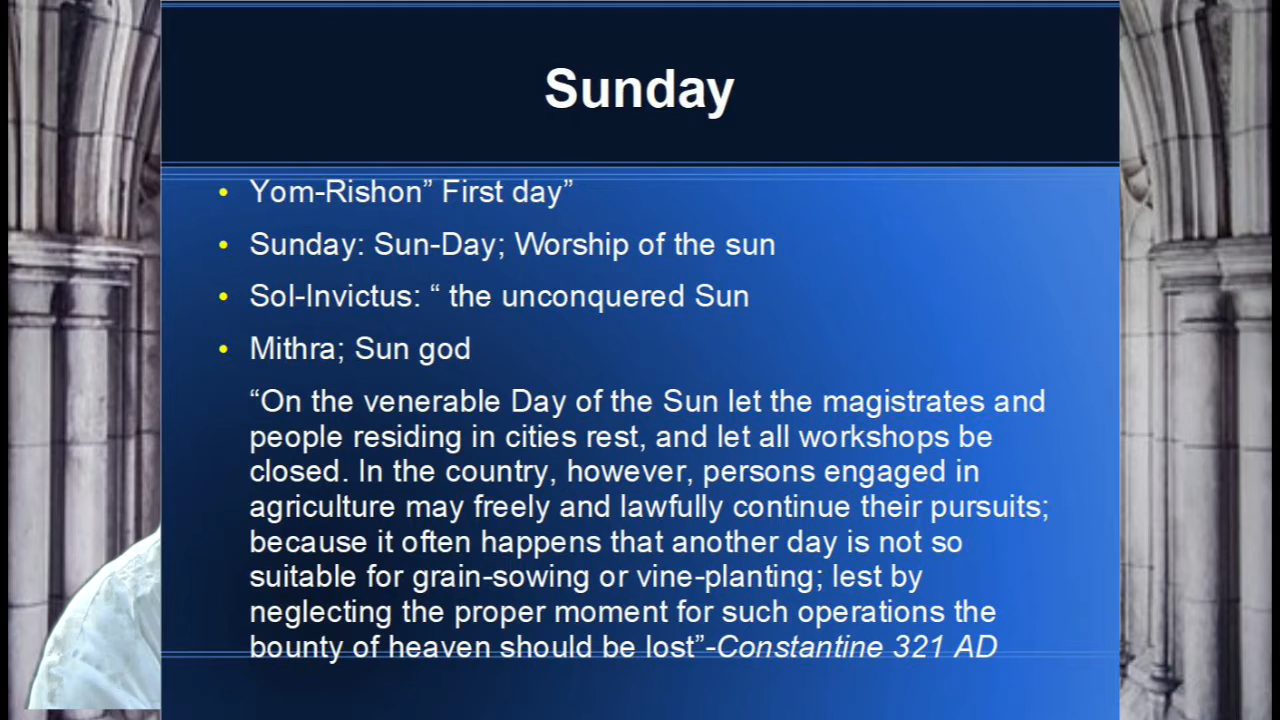 Sunday
• Yom-Rishon” First day”
• Sunday: Sun-Day; Worship of the sun
• Sol-Invictus: “ the unconquered Sun
• Mithra; Sun god
“On the venerable Day of the Sun let the magistrates and
people residing in cities rest, and let all workshops be
closed. In the country, however, persons engaged in
agriculture may freely and lawfully continue their pursuits;
because it often happens that another day is not so
suitable for grain-sowing or vine-planting; lest by
neglecting the proper moment for such operations the
bounty of heaven should be lost”-Constantine 321 AD